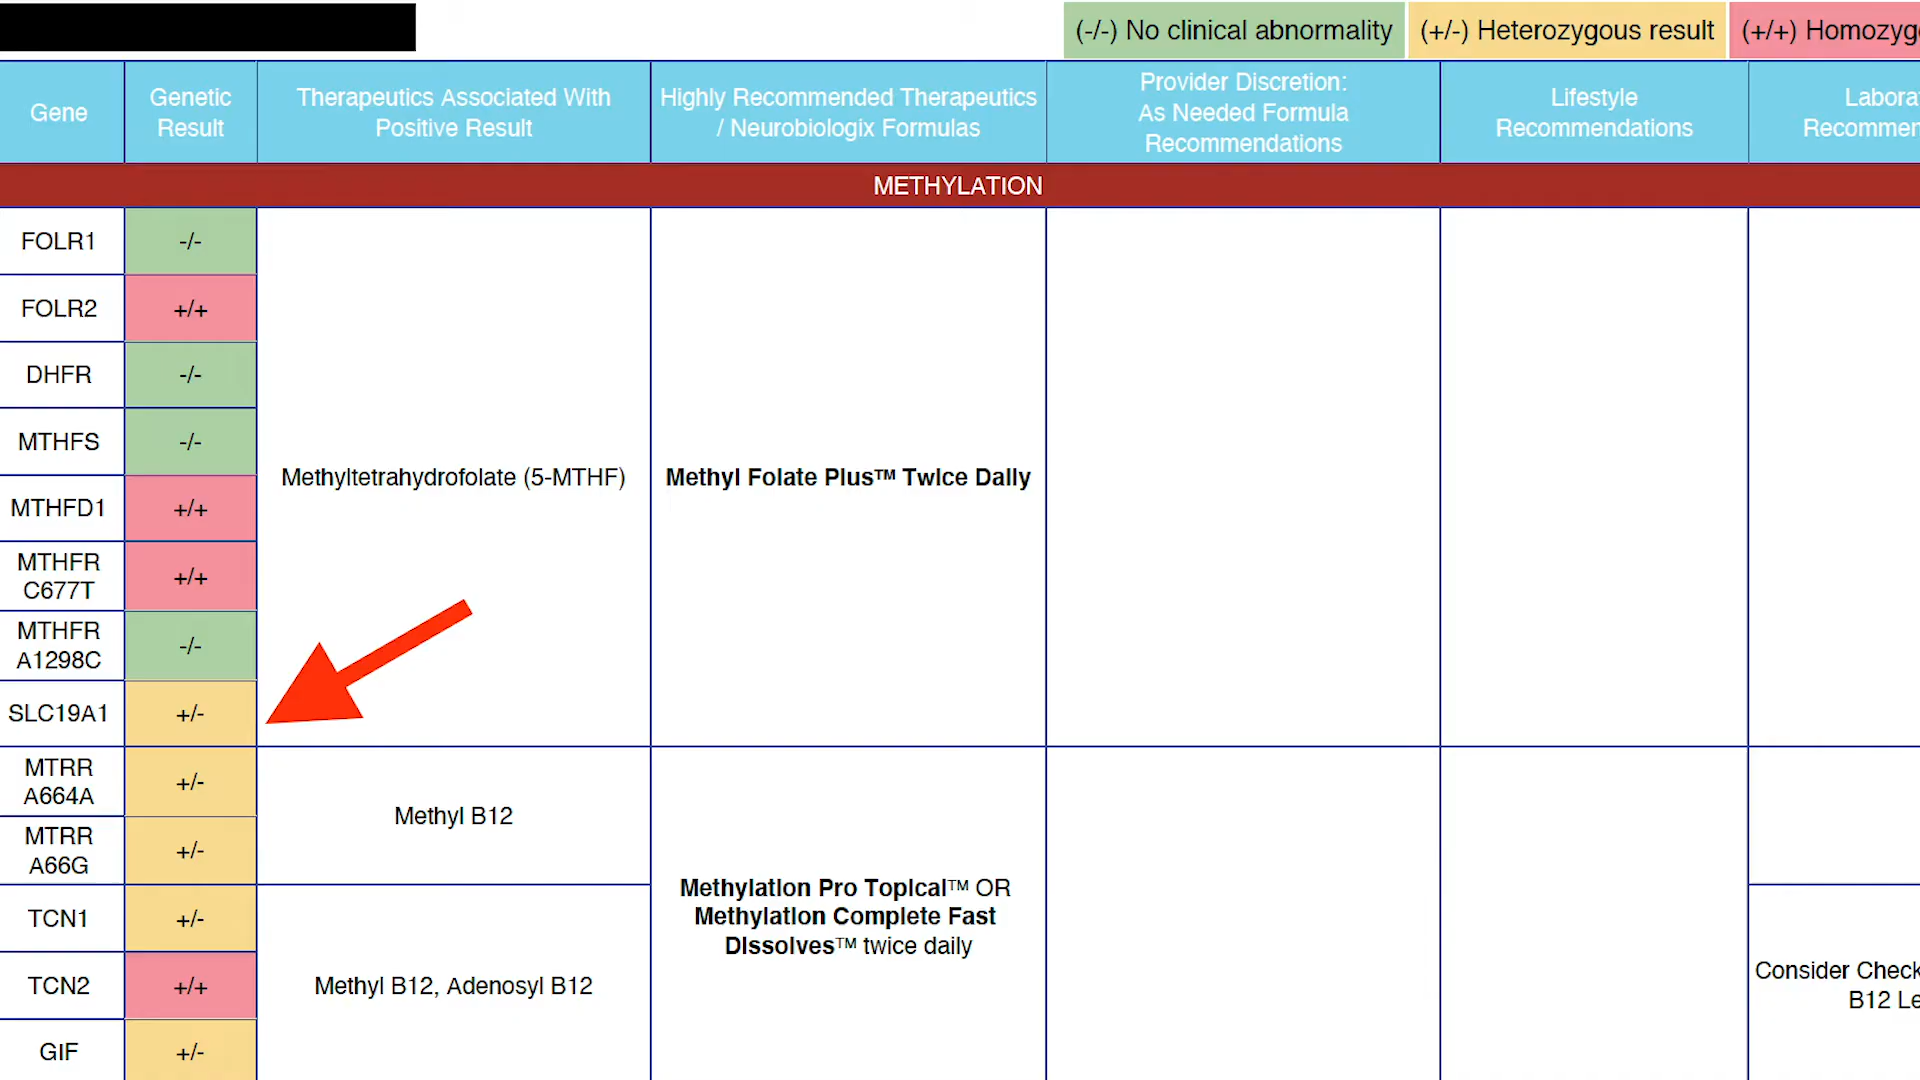 (-/-) No clinical abnormality
(+/-) Heterozygous result
(+/+) Homozyg
Gene
Genetic
Result
Therapeutics Associated With
Positive Result
Highly Recommended Therapeutics
/ Neurobiologix Formulas
Provider Discretion:
As Needed Formula
Recommendations
Lifestyle
Recommendations
Labora
Recommen
METHYLATION
FOLR1 -/-
FOLR2 +/+
DHFR -/-
MTHFS -/-
Methyltetrahydrofolate (5-MTHF)
Methyl Folate Plus™ Twice Daily
MTHFD1 +/+
MTHFR
C677T
+/+
MTHFR
A1298C
-/-
SLC19A1 +/-
MTRR
A664A
+/-
Methyl B12
MTRR
A66G
+/-
Methylation Pro Topical™ OR
Methylation Complete Fast
Dissolves™ twice daily
TCN1 +/-
TCN2 +/+
Methyl B12, Adenosyl B12
Consider Check
B12 Le
GIF +/-